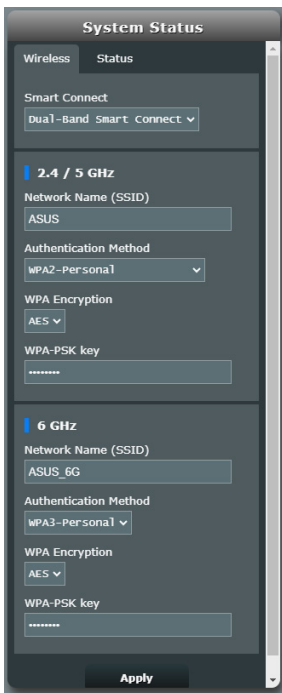 System Status
Wireless Status
Smart Connect
Dual-Band Smart Connect
2.4 / 5 GHz
Network Name (SSID)
ASUS
Authentication Method
WPA2-Personal
WPA Encryption
AES
WPA-PSK key
••••••••
6 GHz
Network Name (SSID)
ASUS_6G
Authentication Method
WPA3-Personal
WPA Encryption
AES
WPA-PSK key
••••••••
Apply